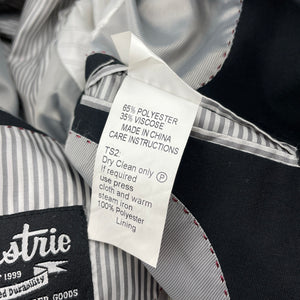 65% POLYESTER
35% VISCOSE
MADE IN CHINA
CARE INSTRUCTIONS
TS2:
Dry Clean only P
If required
use press
cloth and warm
steam iron
100% Polyester
Lining
1999
Durability